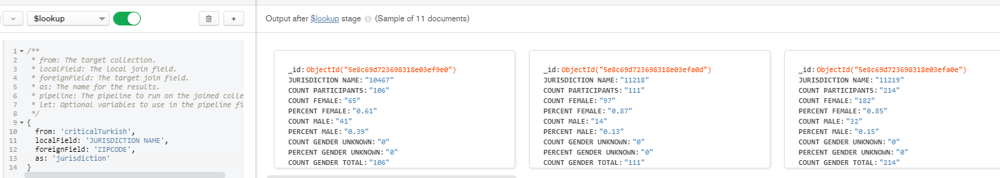 $lookup +
Output after $lookup stage (Sample of 11 documents)
1 /**
2 * from: The target collection.
3 * localField: The local join field.
4 * foreignField: The target join field.
5 * as: The name for the results.
6 * pipeline: The pipeline to run on the joined colle
7 * let: Optional variables to use in the pipeline fi
8 */
9 {
10 from: 'criticalTurkish',
11 localField: 'JURISDICTION NAME',
12 foreignField: 'ZIPCODE',
13 as: 'jurisdiction'
14 }
_id: ObjectId("5e8c69d723698318e03ef9e0")
JURISDICTION NAME: "10467"
COUNT PARTICIPANTS: "106"
COUNT FEMALE: "65"
PERCENT FEMALE: "0.61"
COUNT MALE: "41"
PERCENT MALE: "0.39"
COUNT GENDER UNKNOWN: "0"
PERCENT GENDER UNKNOWN: "0"
COUNT GENDER TOTAL: "106"
_id: ObjectId("5e8c69d723698318e03efa0d")
JURISDICTION NAME: "11218"
COUNT PARTICIPANTS: "111"
COUNT FEMALE: "97"
PERCENT FEMALE: "0.87"
COUNT MALE: "14"
PERCENT MALE: "0.13"
COUNT GENDER UNKNOWN: "0"
PERCENT GENDER UNKNOWN: "0"
COUNT GENDER TOTAL: "111"
_id: ObjectId("5e8c69d723698318e03efa0e")
JURISDICTION NAME: "11219"
COUNT PARTICIPANTS: "214"
COUNT FEMALE: "182"
PERCENT FEMALE: "0.85"
COUNT MALE: "32"
PERCENT MALE: "0.15"
COUNT GENDER UNKNOWN: "0"
PERCENT GENDER UNKNOWN: "0"
COUNT GENDER TOTAL: "214"